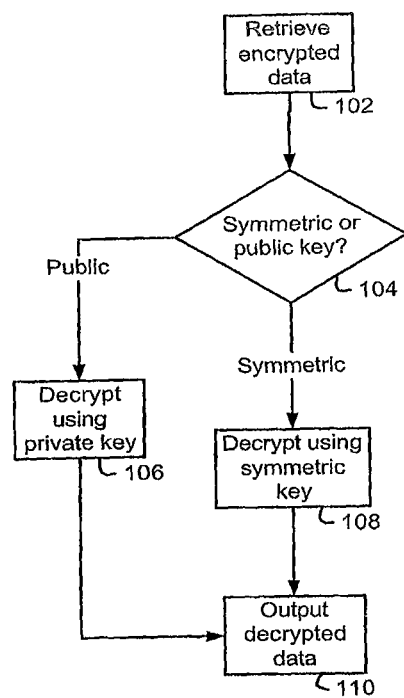 Retrieve
encrypted
data
102
Symmetric or
public key?
104
Public
Symmetric
Decrypt
using
private key
106
Decrypt using
symmetric
key
108
Output
decrypted
data
110